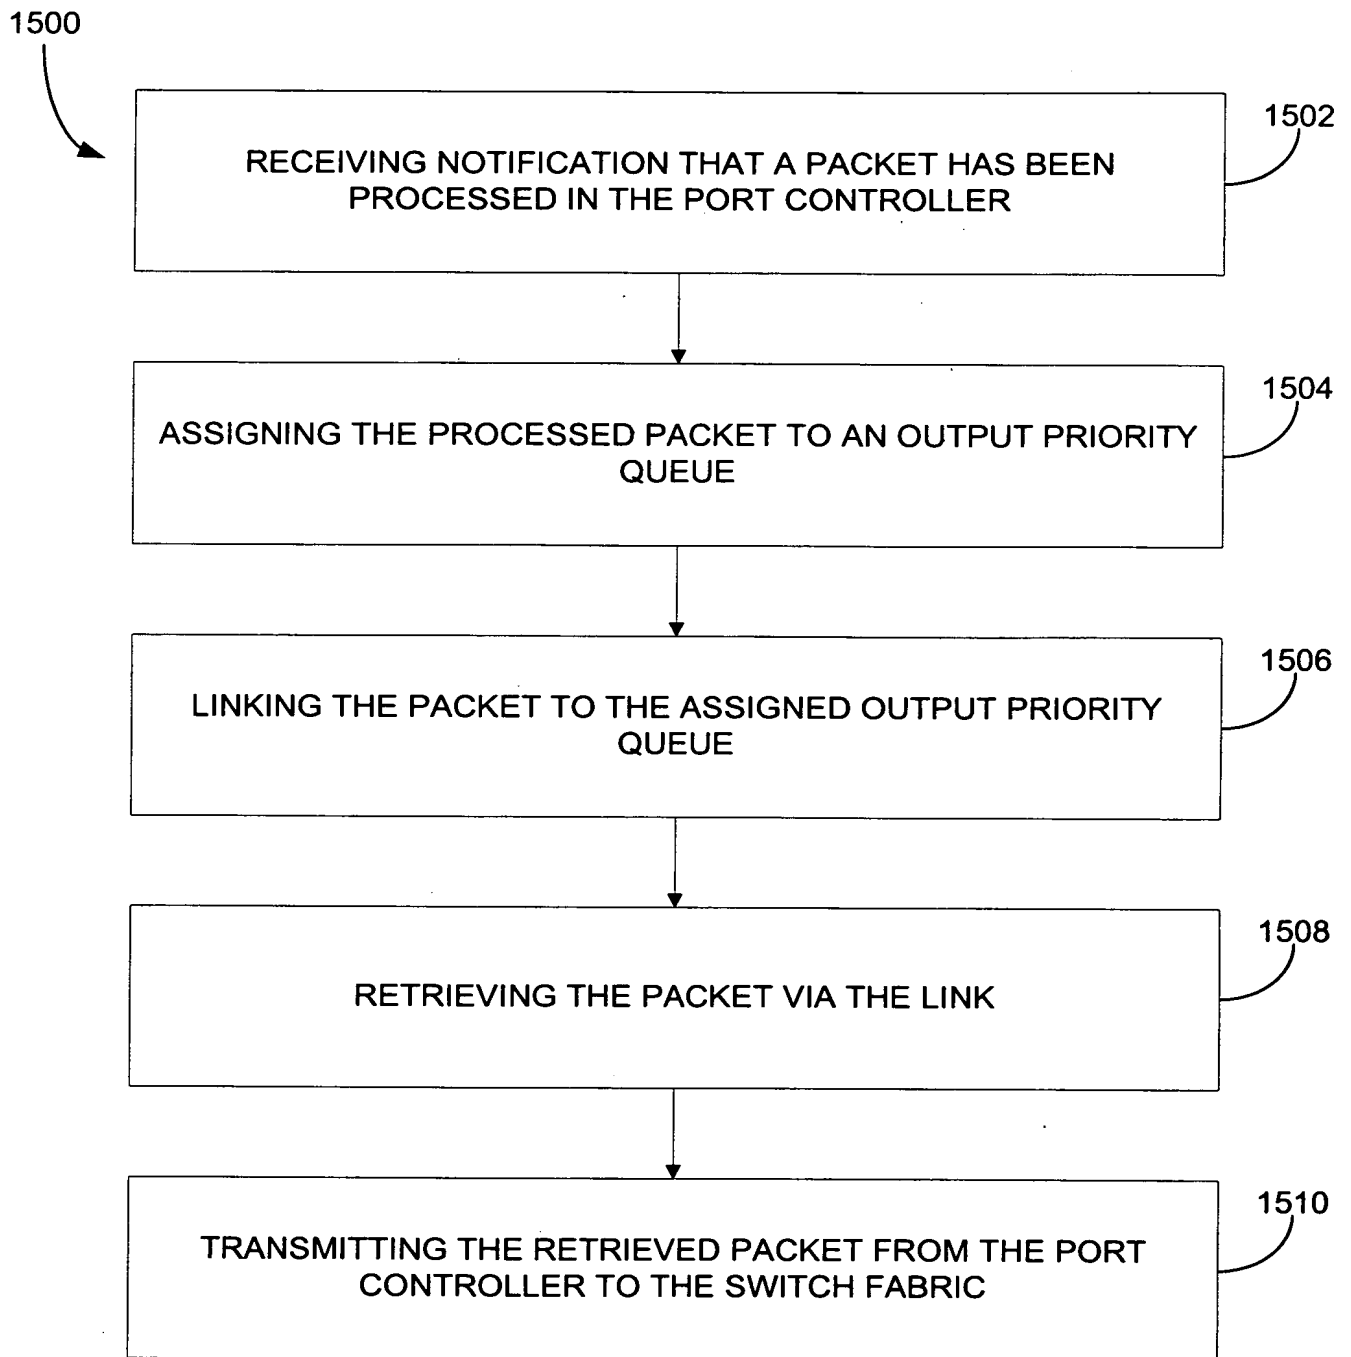 1500
1502
RECEIVING NOTIFICATION THAT A PACKET HAS BEEN
PROCESSED IN THE PORT CONTROLLER
1504
ASSIGNING THE PROCESSED PACKET TO AN OUTPUT PRIORITY
QUEUE
1506
LINKING THE PACKET TO THE ASSIGNED OUTPUT PRIORITY
QUEUE
1508
RETRIEVING THE PACKET VIA THE LINK
1510
TRANSMITTING THE RETRIEVED PACKET FROM THE PORT
CONTROLLER TO THE SWITCH FABRIC